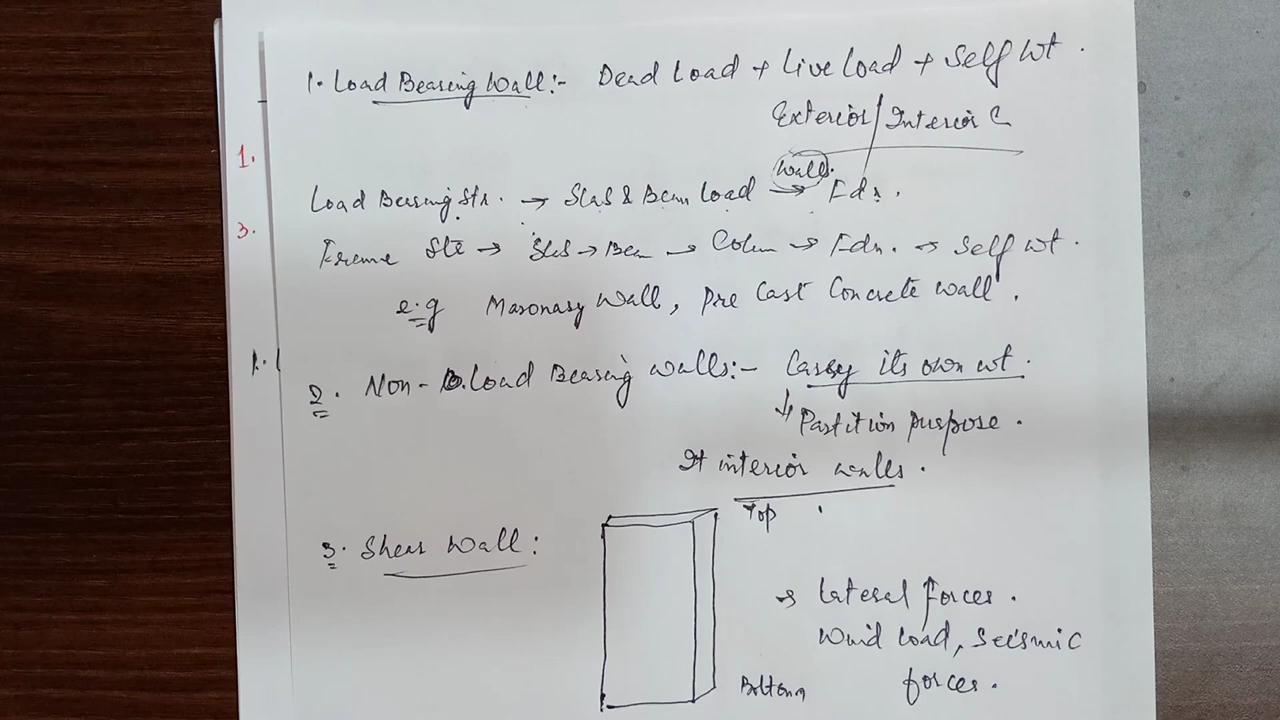 1. Load Bearing Wall:- Dead Load + Live Load + Self Wt.
Exterior/Interior
1.
Wall.
Load Bearing Str. → Slab & Beam Load → Fdn.
3.
Frame Str → Slab → Beam → Colum → Fdn. → Self wt.
e.g Masonary Wall, Pre Cast Concrete wall.
1.
2. Non-Load Bearing walls:- Carry its own wt.
↳ Partition purpose.
It interior walls.
Top
3. Shear Wall:
→ Lateral forces.
Wind load, Seismic
Bottom
forces.